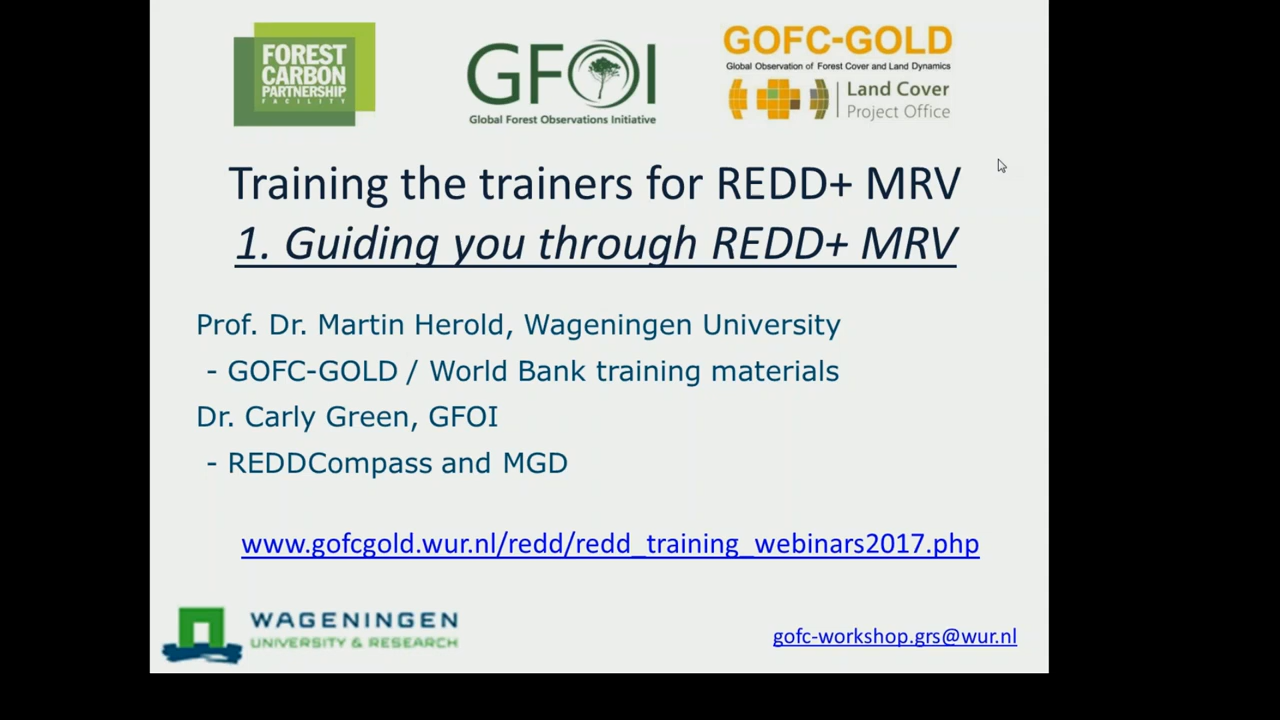 FOREST
CARBON
PARTNERSHIP
FACILITY
GFOI
Global Forest Observations Initiative
GOFC-GOLD
Global Observation of Forest Cover and Land Dynamics
Land Cover
Project Office
Training the trainers for REDD+ MRV
1. Guiding you through REDD+ MRV
Prof. Dr. Martin Herold, Wageningen University
- GOFC-GOLD / World Bank training materials
Dr. Carly Green, GFOI
- REDDCompass and MGD
www.gofcgold.wur.nl/redd/redd_training_webinars2017.php
WAGENINGEN
UNIVERSITY & RESEARCH
gofc-workshop.grs@wur.nl